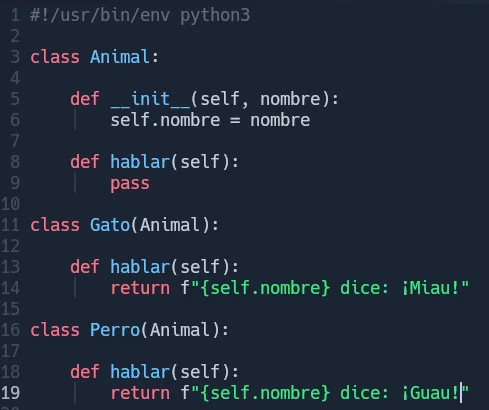 1 #!/usr/bin/env python3
2
3 class Animal:
4
5     def __init__(self, nombre):
6         self.nombre = nombre
7
8     def hablar(self):
9         pass
10
11 class Gato(Animal):
12
13     def hablar(self):
14         return f"{self.nombre} dice: ¡Miau!"
15
16 class Perro(Animal):
17
18     def hablar(self):
19         return f"{self.nombre} dice: ¡Guau!"